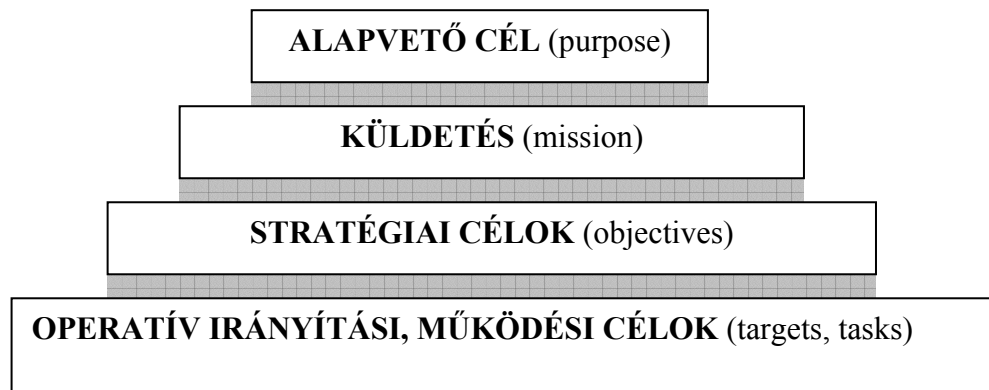 ALAPVETŐ CÉL (purpose)
KÜLDETÉS (mission)
STRATÉGIAI CÉLOK (objectives)
OPERATÍV IRÁNYÍTÁSI, MŰKÖDÉSI CÉLOK (targets, tasks)